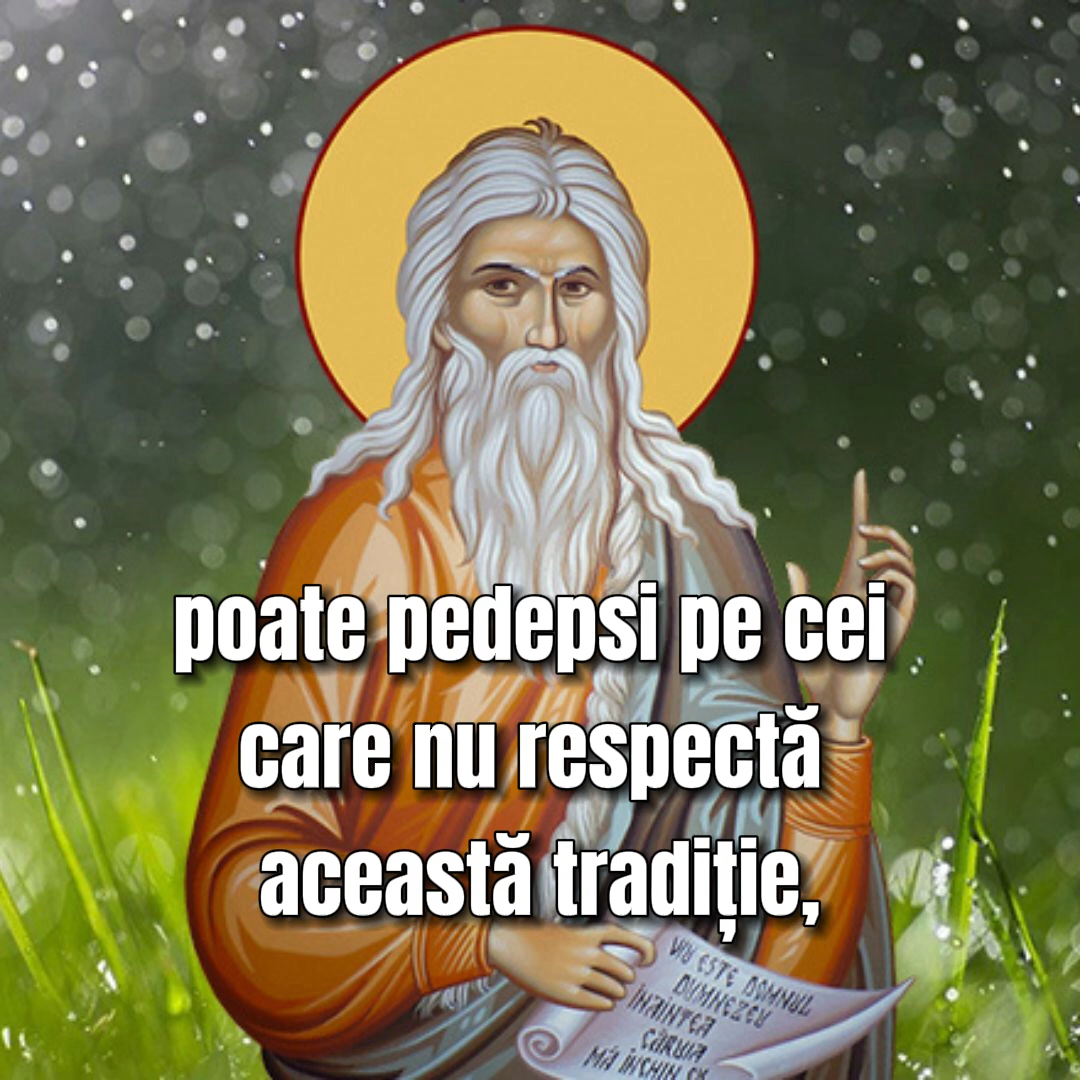 poate pedepsi pe cei
care nu respectă
această tradiție,
VIU ESTE DOMNUL
DUMNEZEU
ÎNAINTEA
CĂRUIA
MĂ ÎNCHIN